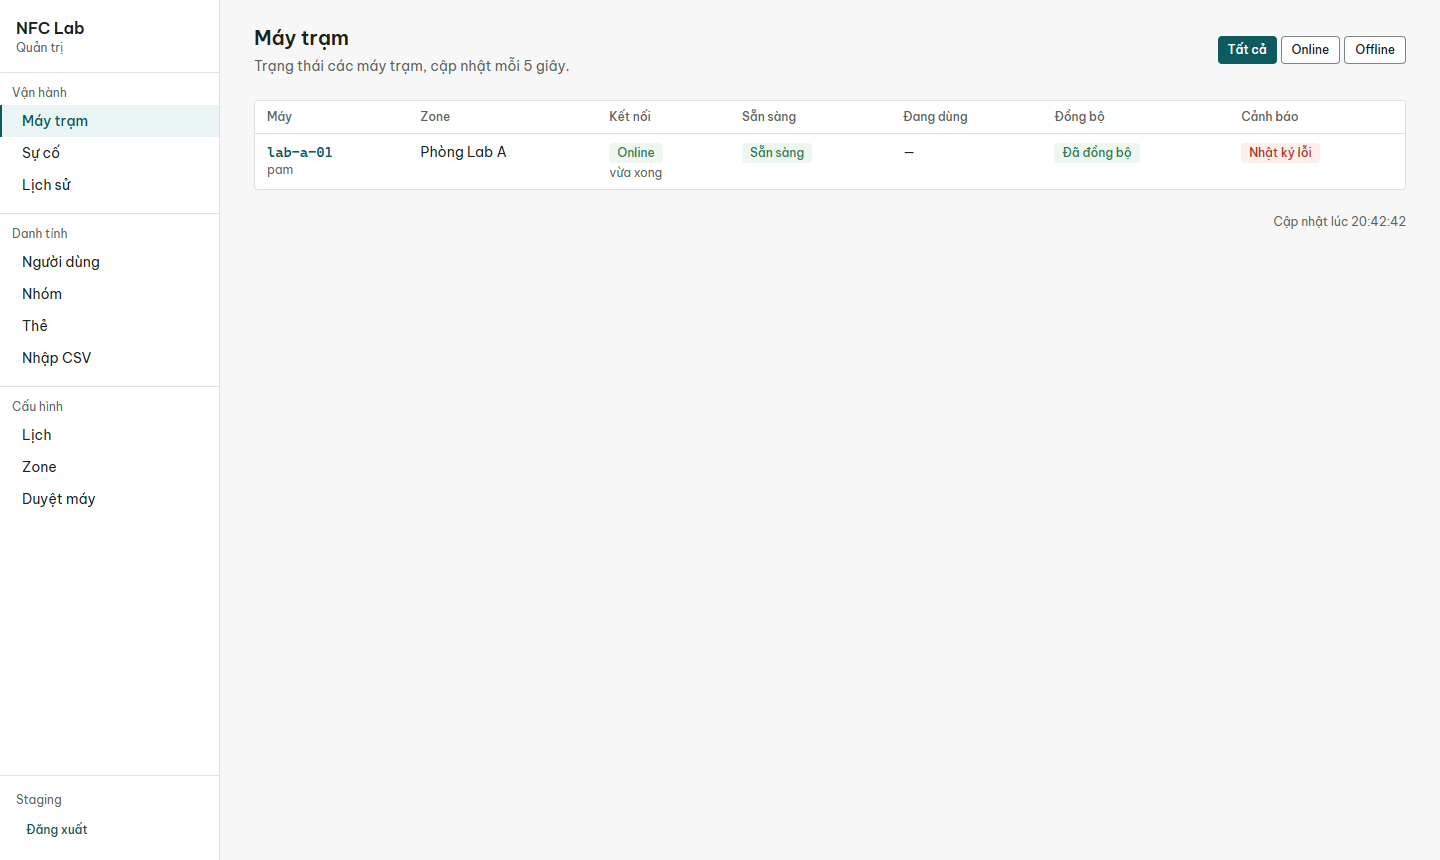 NFC Lab
Quản trị
Vận hành
Máy trạm
Sự cố
Lịch sử
Danh tính
Người dùng
Nhóm
Thẻ
Nhập CSV
Cấu hình
Lịch
Zone
Duyệt máy
Staging
Đăng xuất
Máy trạm
Trạng thái các máy trạm, cập nhật mỗi 5 giây.
Tất cả Online Offline
Máy Zone Kết nối Sẵn sàng Đang dùng Đồng bộ Cảnh báo
lab-a-01 Phòng Lab A Online Sẵn sàng — Đã đồng bộ Nhật ký lỗi
pam vừa xong
Cập nhật lúc 20:42:42